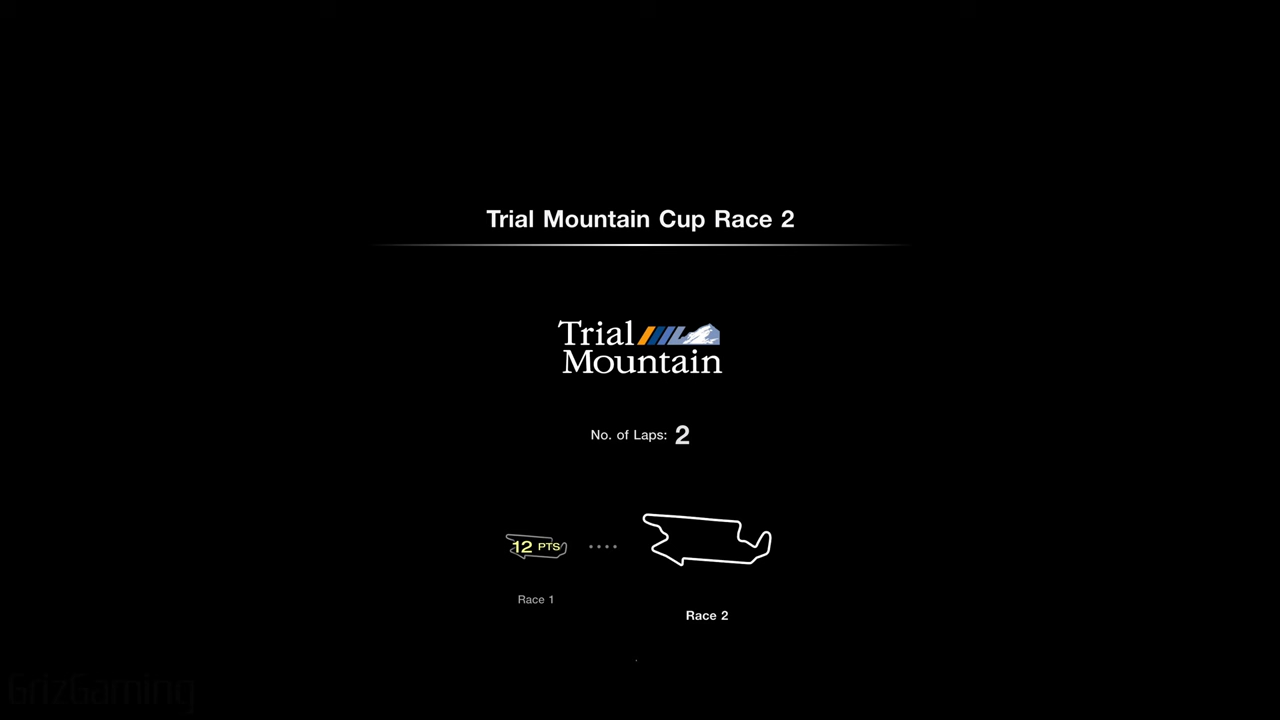 Trial Mountain Cup Race 2
Trial
Mountain
No. of Laps: 2
12 PTS
Race 1
Race 2
GrizGaming